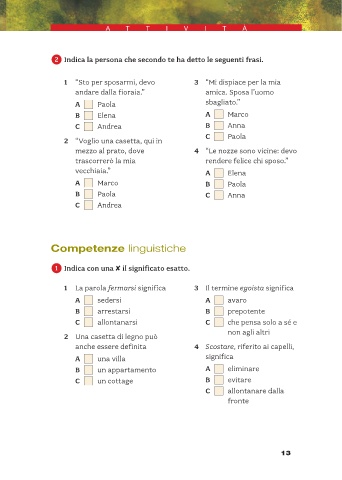 ATTIVITÀ
2 Indica la persona che secondo te ha detto le seguenti frasi.
1 “Sto per sposarmi, devo
andare dalla fioraia.”
A Paola
B Elena
C Andrea
2 “Voglio una casetta, qui in
mezzo al prato, dove
trascorrerò la mia
vecchiaia.”
A Marco
B Paola
C Andrea
3 “Mi dispiace per la mia
amica. Sposa l’uomo
sbagliato.”
A Marco
B Anna
C Paola
4 “Le nozze sono vicine: devo
rendere felice chi sposo.”
A Elena
B Paola
C Anna
Competenze linguistiche
1 Indica con una ✘ il significato esatto.
1 La parola fermarsi significa
A sedersi
B arrestarsi
C allontanarsi
2 Una casetta di legno può
anche essere definita
A una villa
B un appartamento
C un cottage
3 Il termine egoista significa
A avaro
B prepotente
C che pensa solo a sé e
non agli altri
4 Scostare, riferito ai capelli,
significa
A eliminare
B evitare
C allontanare dalla
fronte
13